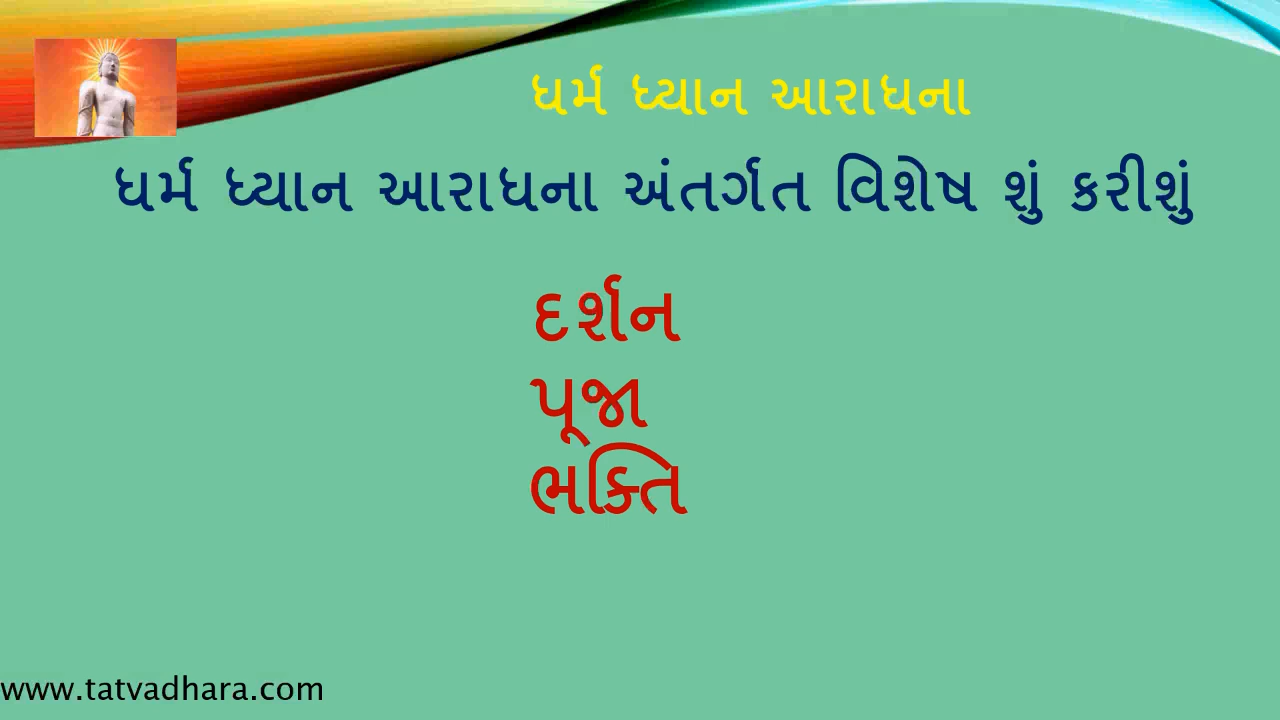 ધર્મ ધ્યાન આરાધના
ધર્મ ધ્યાન આરાધના અંતર્ગત વિશેષ શું કરીશું
દર્શન
પૂજા
ભક્તિ
www.tatvadhara.com